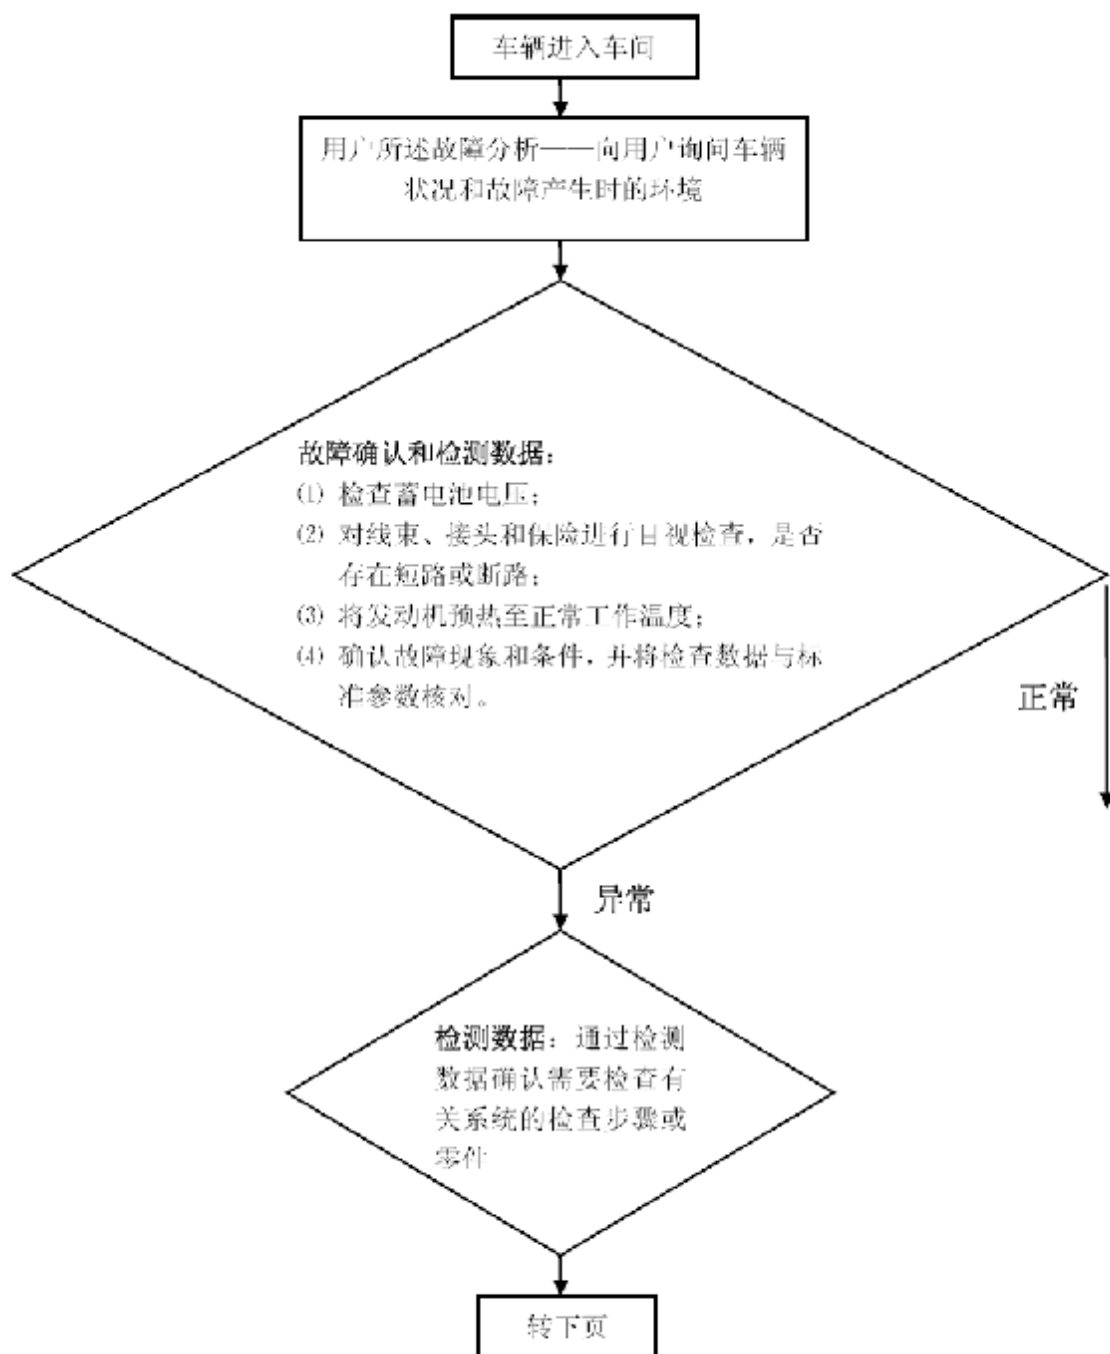 车辆进入车间
用户所述故障分析——向用户询问车辆
状况和故障产生时的环境
故障确认和检测数据：
⑴ 检查蓄电池电压；
⑵ 对线束、接头和保险进行目视检查，是否
存在短路或断路；
⑶ 将发动机预热至正常工作温度；
⑷ 确认故障现象和条件，并将检查数据与标
准参数核对。
正常
异常
检测数据：通过检测
数据确认需要检查有
关系统的检查步骤或
零件
转下页